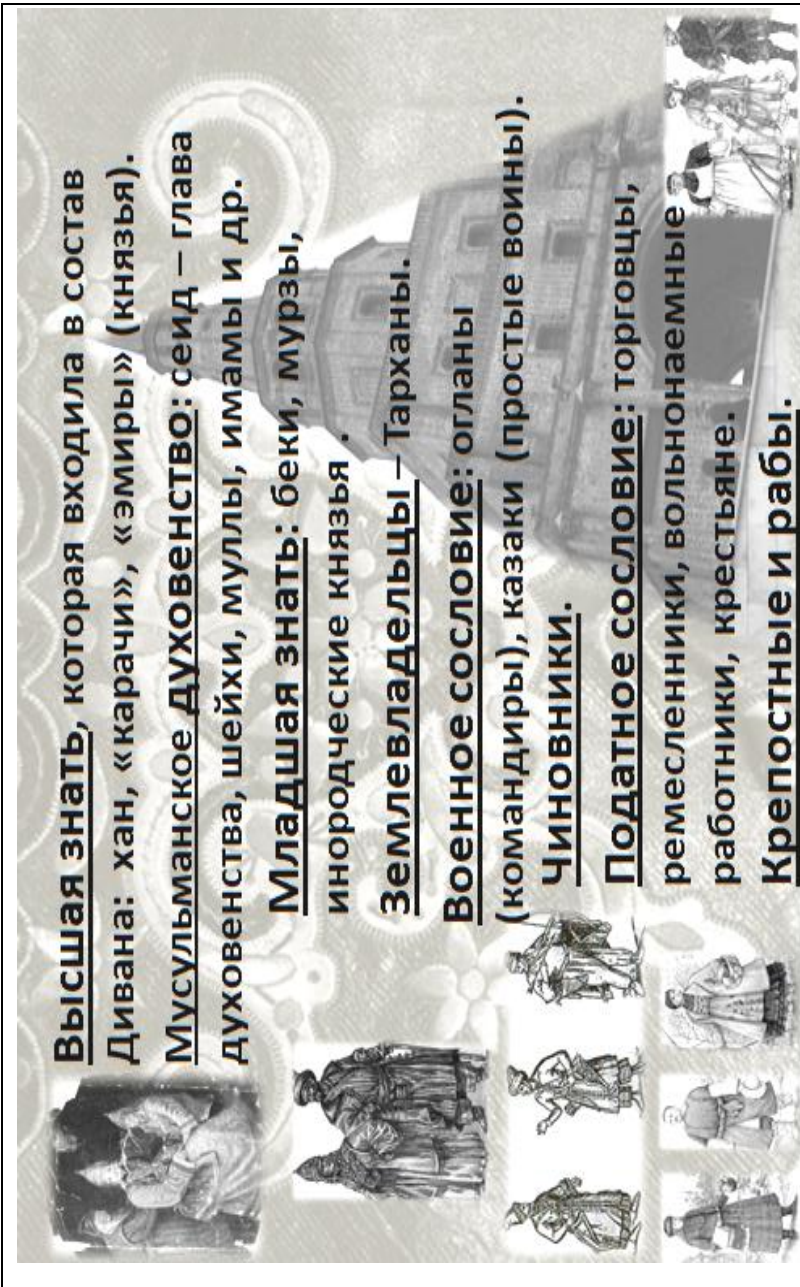 Высшая знать, которая входила в состав
Дивана: хан, «карачи», «эмиры» (князья).
Мусульманское духовенство: сеид – глава
духовенства, шейхи, муллы, имамы и др.
Младшая знать: беки, мурзы,
инородческие князья .
Землевладельцы – Тарханы.
Военное сословие: огланы
(командиры), казаки (простые воины).
Чиновники.
Податное сословие: торговцы,
ремесленники, вольнонаемные
работники, крестьяне.
Крепостные и рабы.